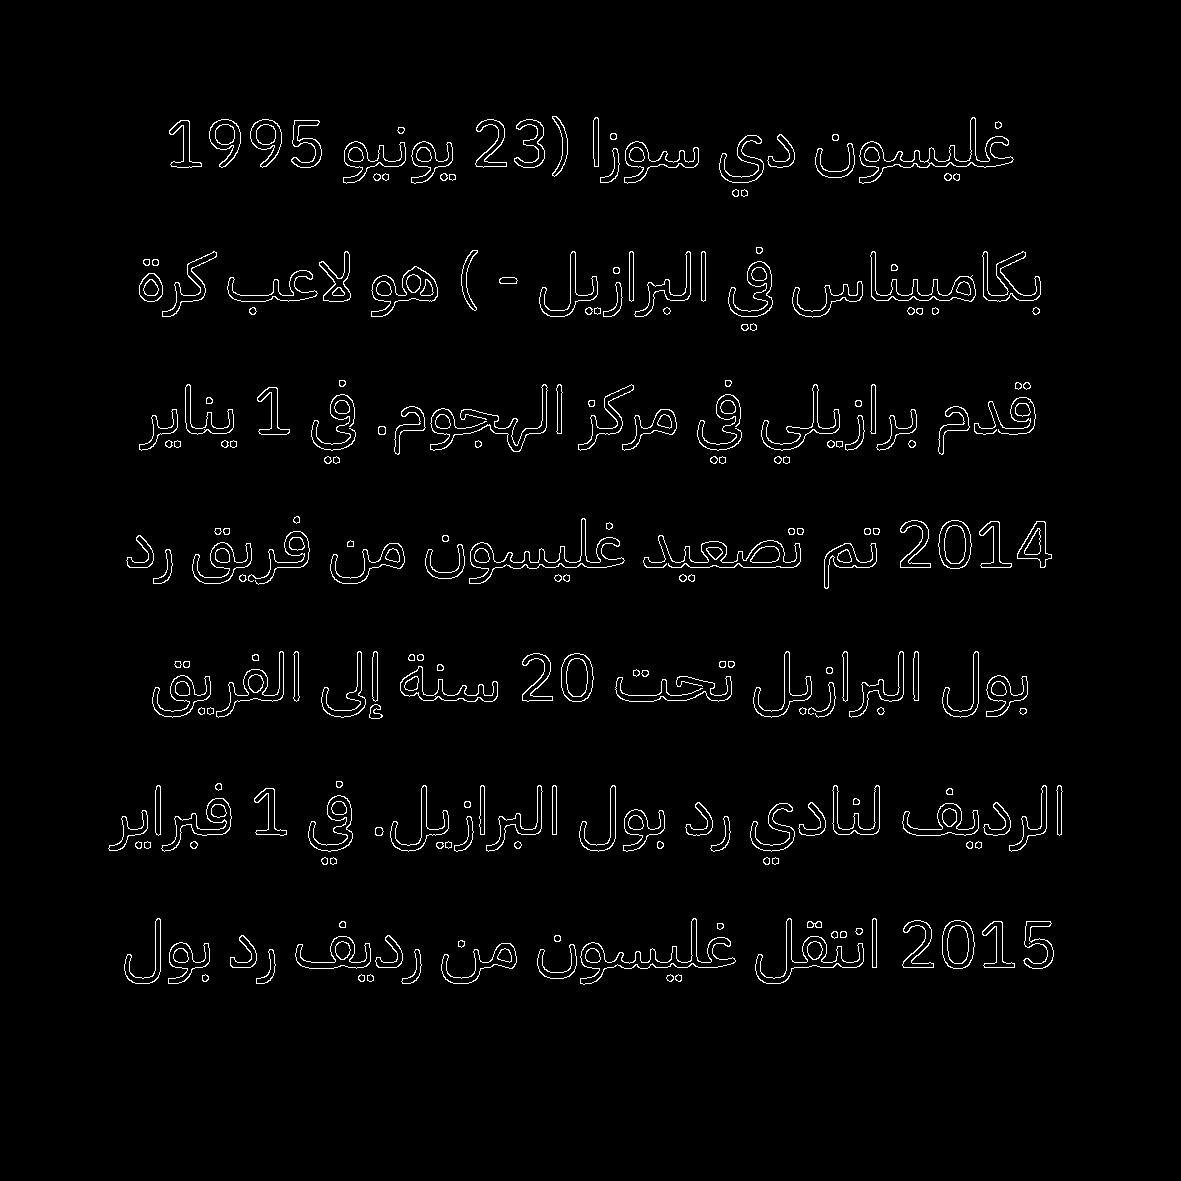 غليسون دي سوزا (23 يونيو 1995
بكامبيناس في البرازيل - ) هو لاعب كرة
قدم برازيلي في مركز الهجوم. في 1 يناير
2014 تم تصعيد غليسون من فريق رد
بول البرازيل تحت 20 سنة إلى الفريق
الرديف لنادي رد بول البرازيل. في 1 فبراير
2015 انتقل غليسون من رديف رد بول